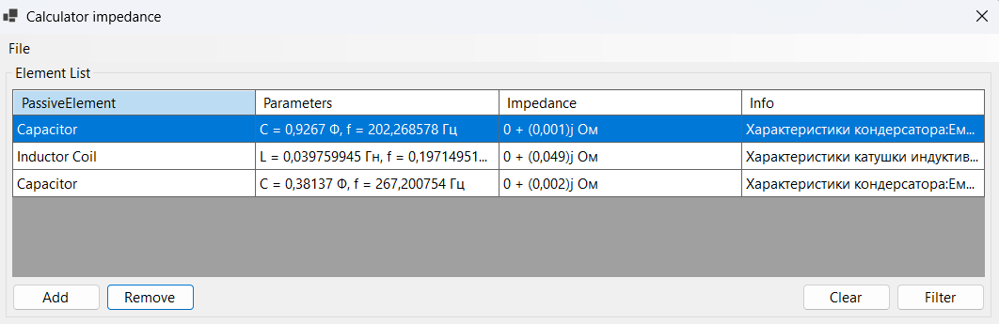 Calculator impedance
File
Element List
PassiveElement Parameters Impedance Info
Capacitor C = 0,9267 Ф, f = 202,268578 Гц 0 + (0,001)j Ом Характеристики кондерсатора:Ем...
Inductor Coil L = 0,039759945 Гн, f = 0,19714951... 0 + (0,049)j Ом Характеристики катушки индуктив...
Capacitor C = 0,38137 Ф, f = 267,200754 Гц 0 + (0,002)j Ом Характеристики кондерсатора:Ем...
Add Remove Clear Filter